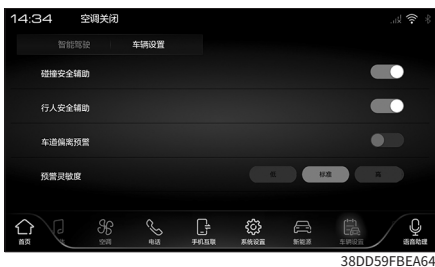 14:34 空调关闭
智能驾驶 车辆设置
碰撞安全辅助
行人安全辅助
车道偏离预警
预警灵敏度 低 标准 高
首页 空调 电话 手机互联 系统设置 新能源 车辆设置 语音助理
38DD59FBEA64